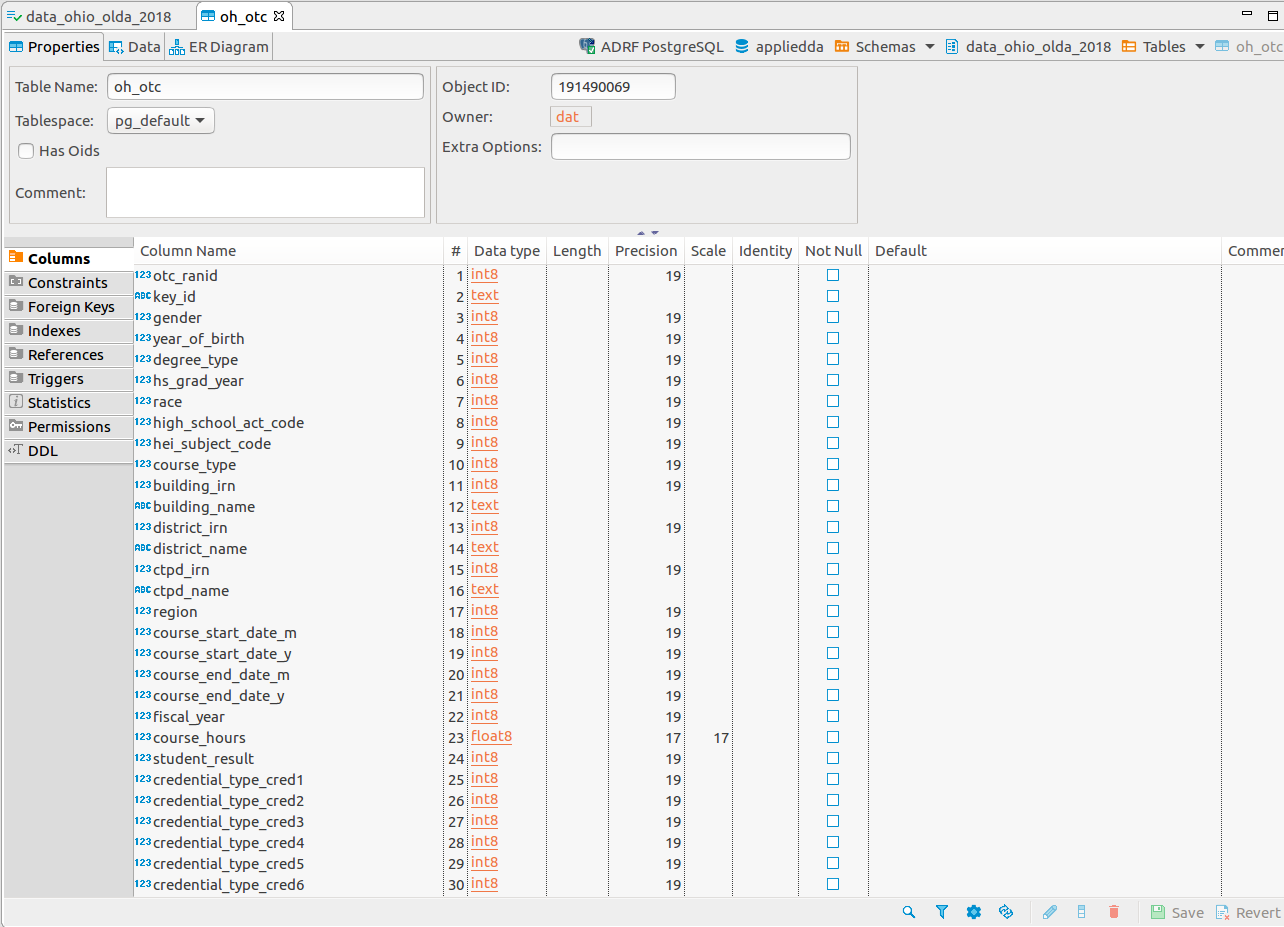 data_ohio_olda_2018 oh_otc
Properties Data ER Diagram ADRF PostgreSQL appliedda Schemas data_ohio_olda_2018 Tables oh_otc
Table Name: oh_otc Object ID: 191490069
Tablespace: pg_default Owner: dat
Has Oids Extra Options:
Comment:
Columns
Constraints
Foreign Keys
Indexes
References
Triggers
Statistics
Permissions
DDL
Column Name # Data type Length Precision Scale Identity Not Null Default Commen
123 otc_ranid 1 int8 19
ABC key_id 2 text
123 gender 3 int8 19
123 year_of_birth 4 int8 19
123 degree_type 5 int8 19
123 hs_grad_year 6 int8 19
123 race 7 int8 19
123 high_school_act_code 8 int8 19
123 hei_subject_code 9 int8 19
123 course_type 10 int8 19
123 building_irn 11 int8 19
ABC building_name 12 text
123 district_irn 13 int8 19
ABC district_name 14 text
123 ctpd_irn 15 int8 19
ABC ctpd_name 16 text
123 region 17 int8 19
123 course_start_date_m 18 int8 19
123 course_start_date_y 19 int8 19
123 course_end_date_m 20 int8 19
123 course_end_date_y 21 int8 19
123 fiscal_year 22 int8 19
123 course_hours 23 float8 17 17
123 student_result 24 int8 19
123 credential_type_cred1 25 int8 19
123 credential_type_cred2 26 int8 19
123 credential_type_cred3 27 int8 19
123 credential_type_cred4 28 int8 19
123 credential_type_cred5 29 int8 19
123 credential_type_cred6 30 int8 19
Save Revert